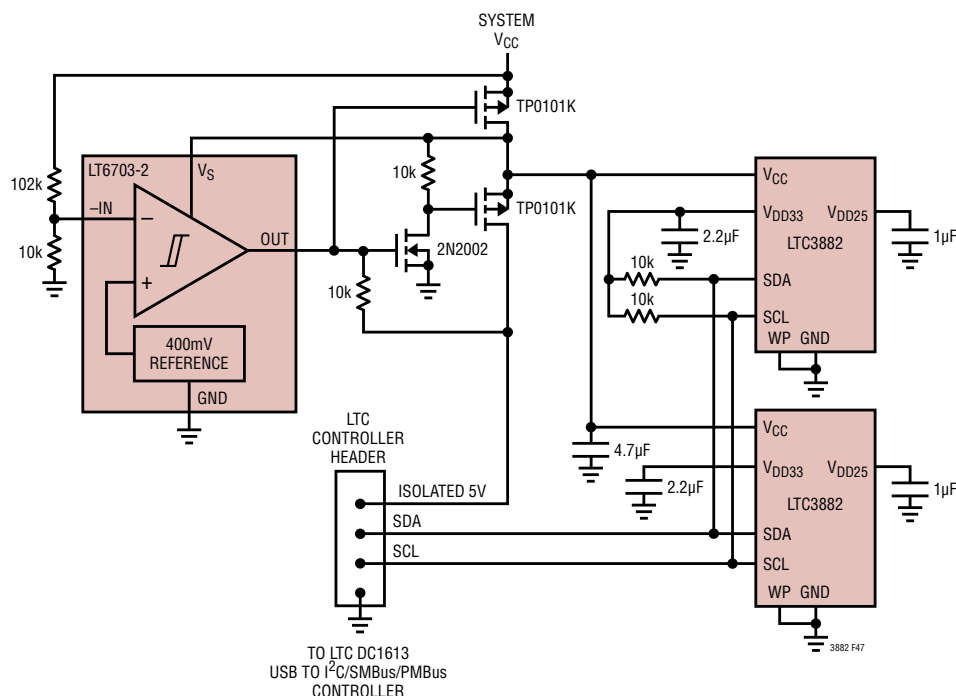 SYSTEM
VCC
TP0101K
LT6703-2
VS
10k
102k
–IN
–
10k
+
OUT
400mV
REFERENCE
GND
2N2002
10k
TP0101K
VCC
VDD33
VDD25
LTC3882
2.2µF
1µF
10k
SDA
10k
SCL
WP GND
LTC
CONTROLLER
HEADER
ISOLATED 5V
SDA
SCL
4.7µF
2.2µF
VCC
VDD33
VDD25
LTC3882
1µF
SDA
SCL
WP GND
3882 F47
TO LTC DC1613
USB TO I2C/SMBus/PMBus
CONTROLLER